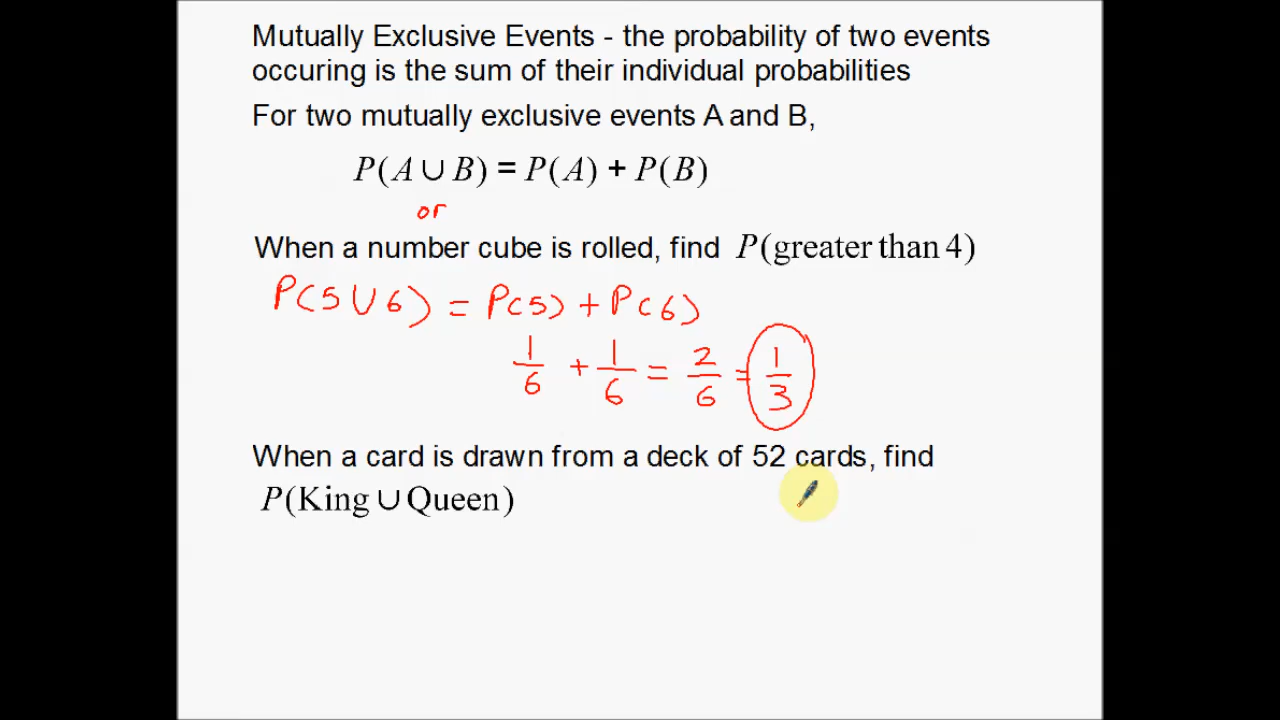 Mutually Exclusive Events - the probability of two events
occuring is the sum of their individual probabilities
For two mutually exclusive events A and B,
P(A ∪ B) = P(A) + P(B)
or
When a number cube is rolled, find P(greater than 4)
P(5∪6) = P(5) + P(6)
1/6 + 1/6 = 2/6 = 1/3
When a card is drawn from a deck of 52 cards, find
P(King ∪ Queen)